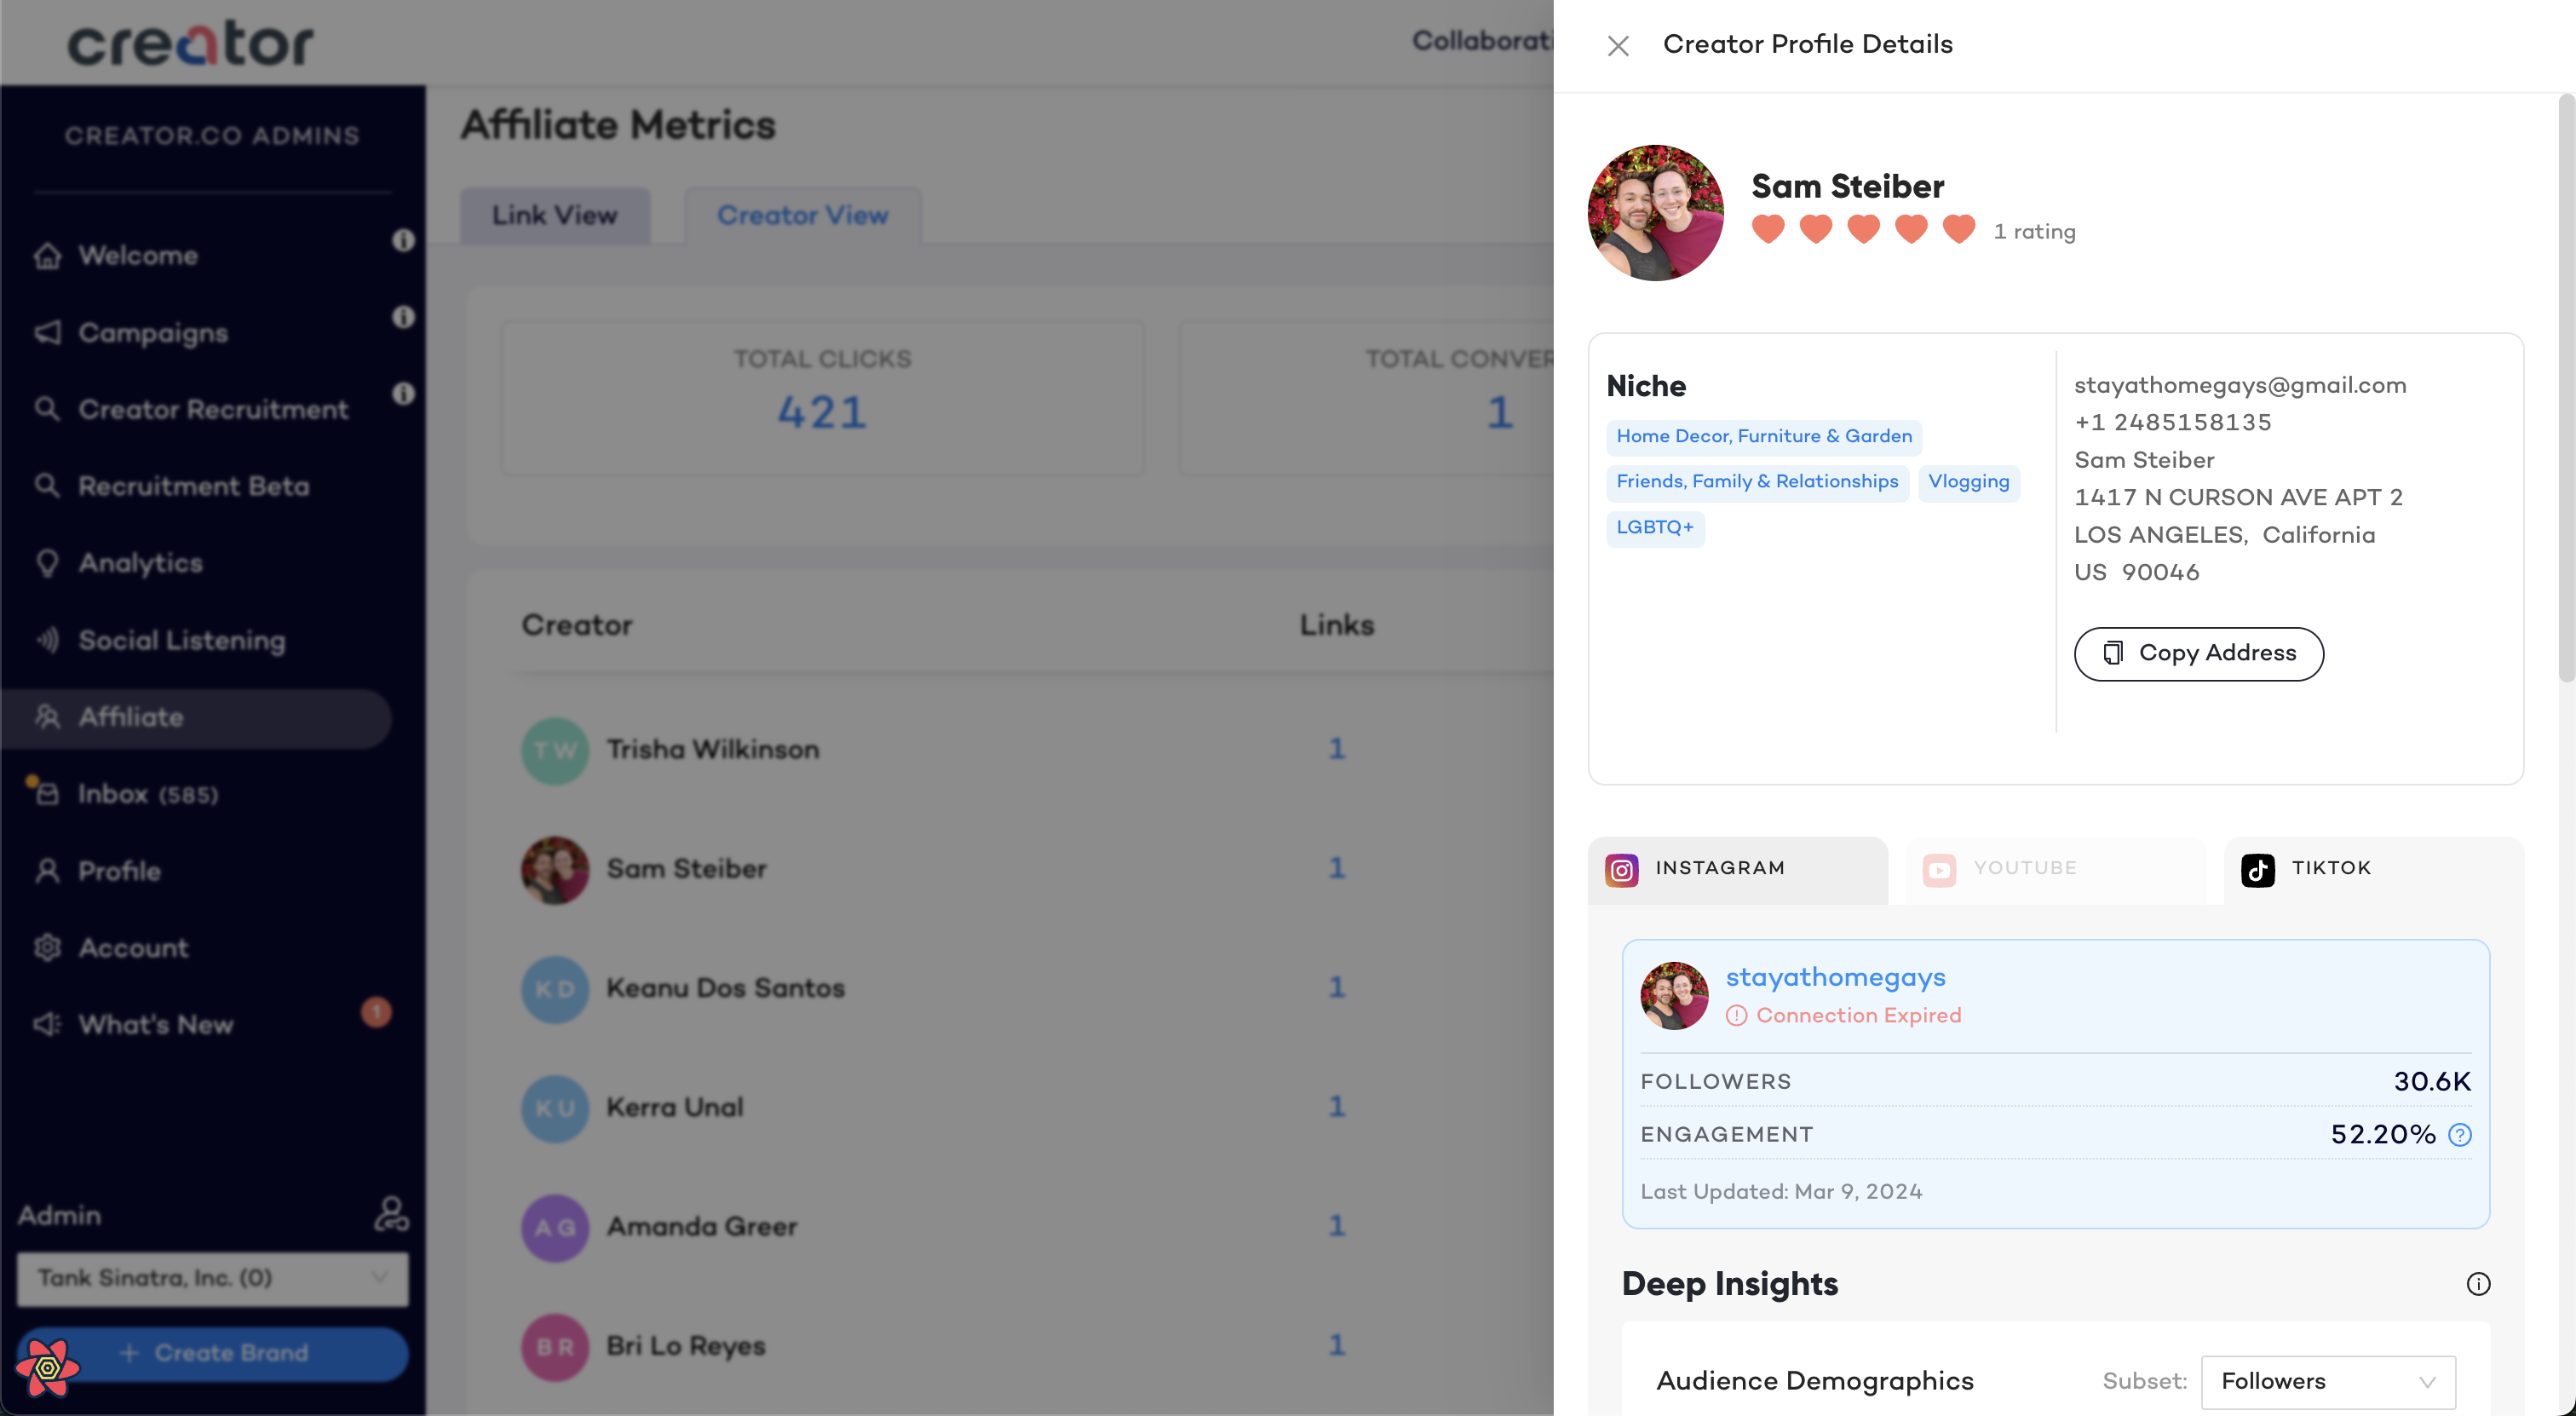 creator
CREATOR.CO ADMINS
Welcome
Campaigns
Creator Recruitment
Recruitment Beta
Analytics
Social Listening
Affiliate
Inbox (585)
Profile
Account
What's New
1
Admin
Tank Sinatra, Inc. (0)
+ Create Brand
Affiliate Metrics
Link View
Creator View
TOTAL CLICKS
421
1
Creator
Links
TW
Trisha Wilkinson
1
Sam Steiber
1
KD
Keanu Dos Santos
1
KU
Kerra Unal
1
AG
Amanda Greer
1
BR
Bri Lo Reyes
1
Creator Profile Details
Sam Steiber
1 rating
Niche
Home Decor, Furniture & Garden
Friends, Family & Relationships
Vlogging
LGBTQ+
stayathomegays@gmail.com
+1 2485158135
Sam Steiber
1417 N CURSON AVE APT 2
LOS ANGELES, California
US 90046
Copy Address
INSTAGRAM
YOUTUBE
TIKTOK
stayathomegays
Connection Expired
FOLLOWERS
30.6K
ENGAGEMENT
52.20%
Last Updated: Mar 9, 2024
Deep Insights
Audience Demographics
Subset:
Followers